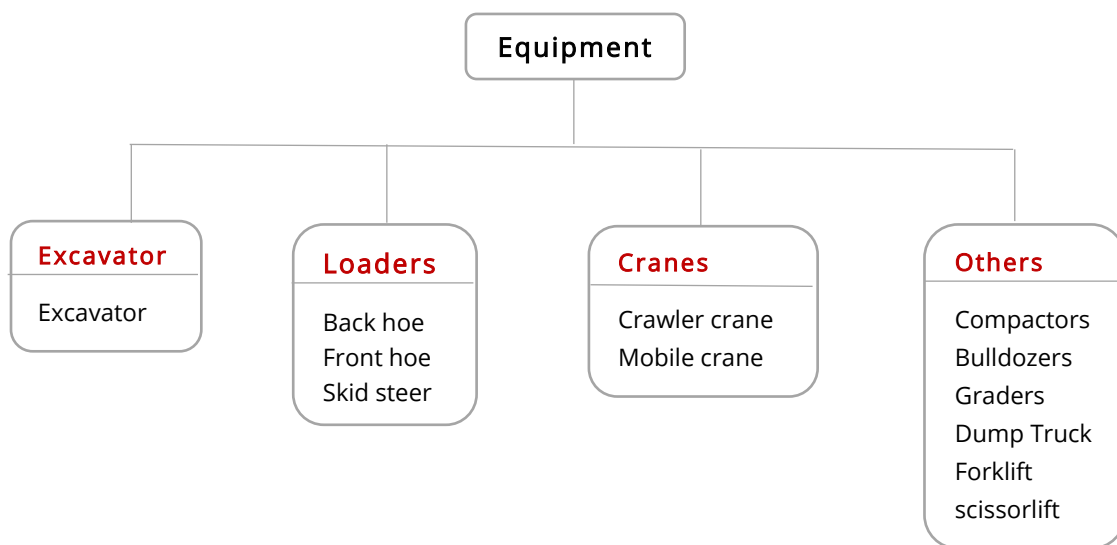 Equipment
Excavator
Excavator
Loaders
Back hoe
Front hoe
Skid steer
Cranes
Crawler crane
Mobile crane
Others
Compactors
Bulldozers
Graders
Dump Truck
Forklift
scissorlift